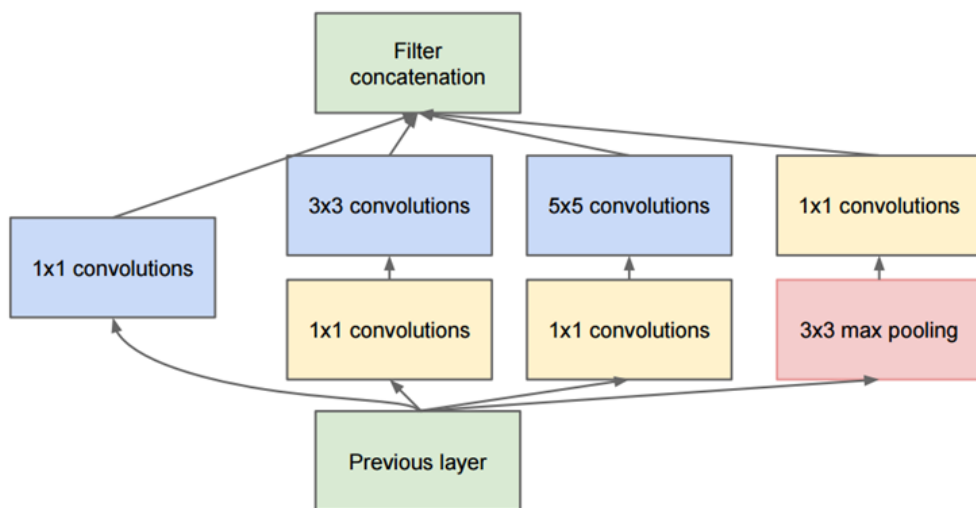 Filter
concatenation
3x3 convolutions
5x5 convolutions
1x1 convolutions
1x1 convolutions
1x1 convolutions
1x1 convolutions
3x3 max pooling
Previous layer